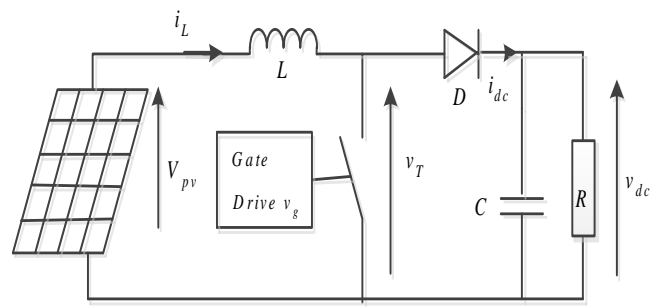 i_L
L
D
i_dc
V_pv
Gate
Drive v_g
v_T
C
R
v_dc